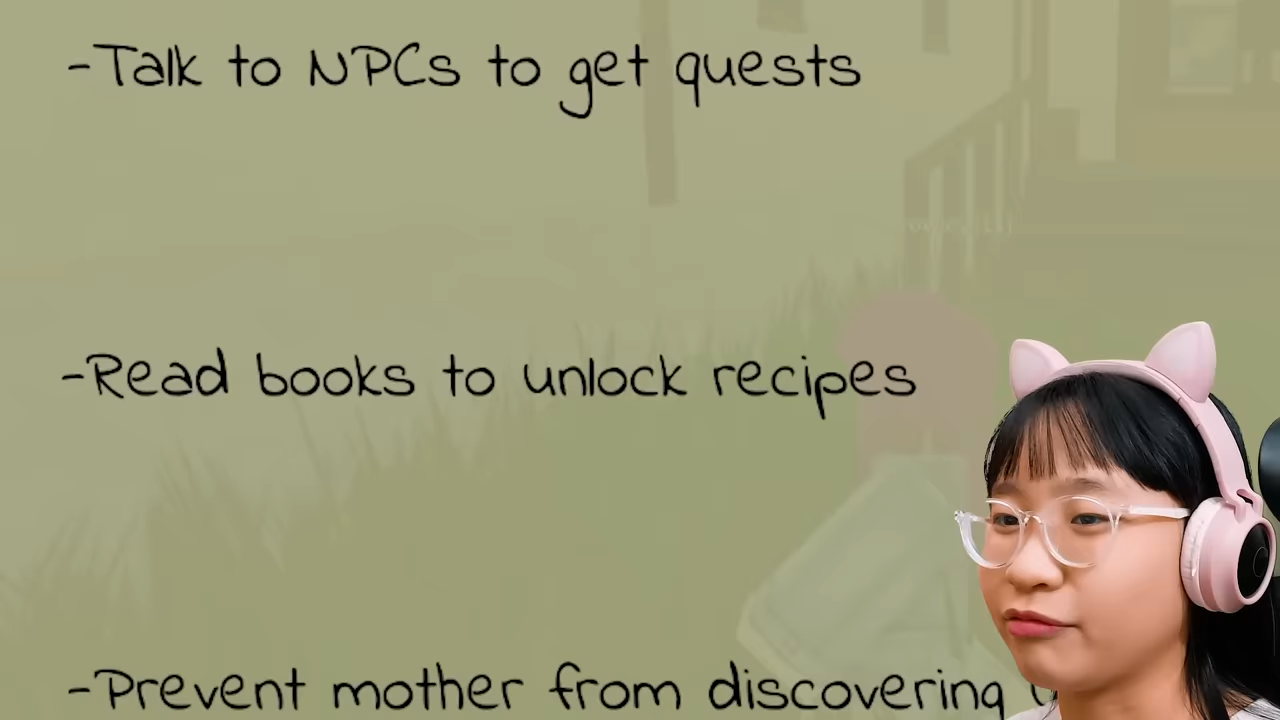 -Talk to NPCs to get quests
-Read books to unlock recipes
-Prevent mother from discovering